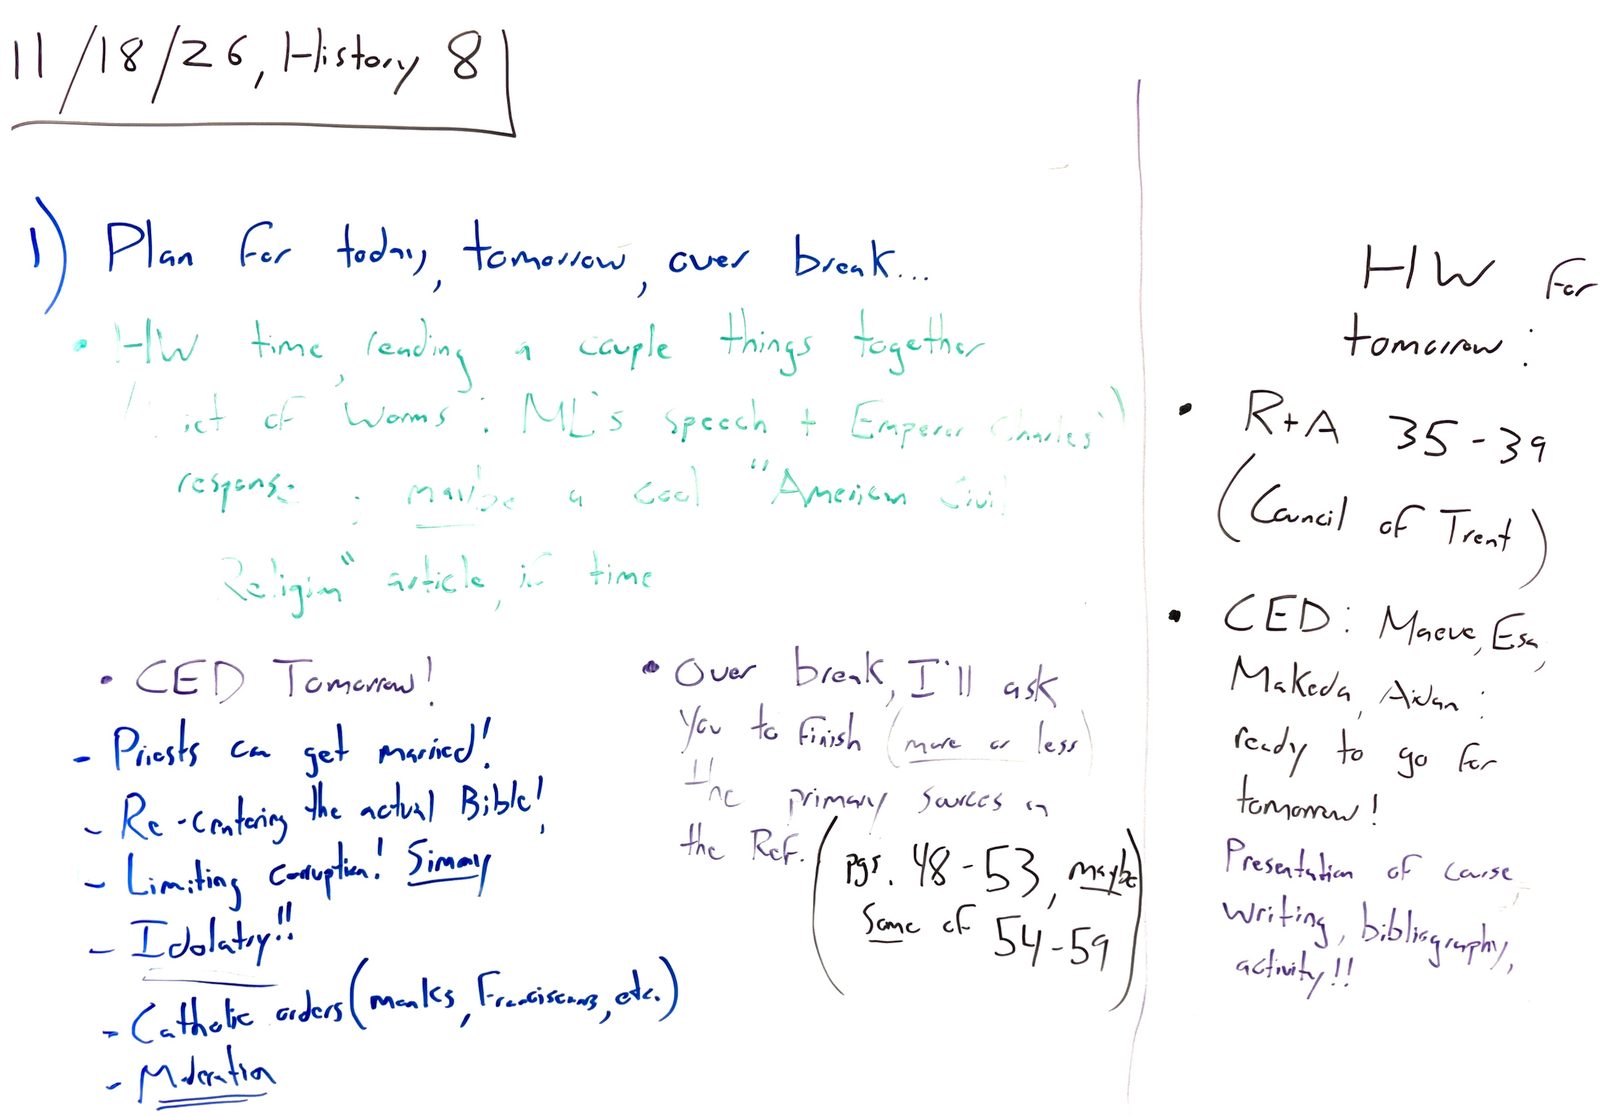 11/18/26, History 8
1) Plan for today, tomorrow, over break...
• HW time, reading a couple things together
ict of Worms: ML's speech + Emperor Charles')
response; maybe a cool "American Civil
Religion" article, if time
• CED Tomorrow!
- Priests can get married!
- Re-centering the actual Bible!
- Limiting corruption! Simony
- Idolatry!!
- Catholic orders (monks, Franciscans, etc.)
- Moderation
• Over break, I'll ask
you to finish (more or less)
the primary sources in
the Ref.
(pgs. 48-53, maybe
some of 54-59)
HW for
tomorrow:
• R+A 35-39
(Council of Trent)
• CED: Maeve, Esa,
Makeda, Aidan:
ready to go for
tomorrow!
Presentation of course,
writing, bibliography,
activity!!